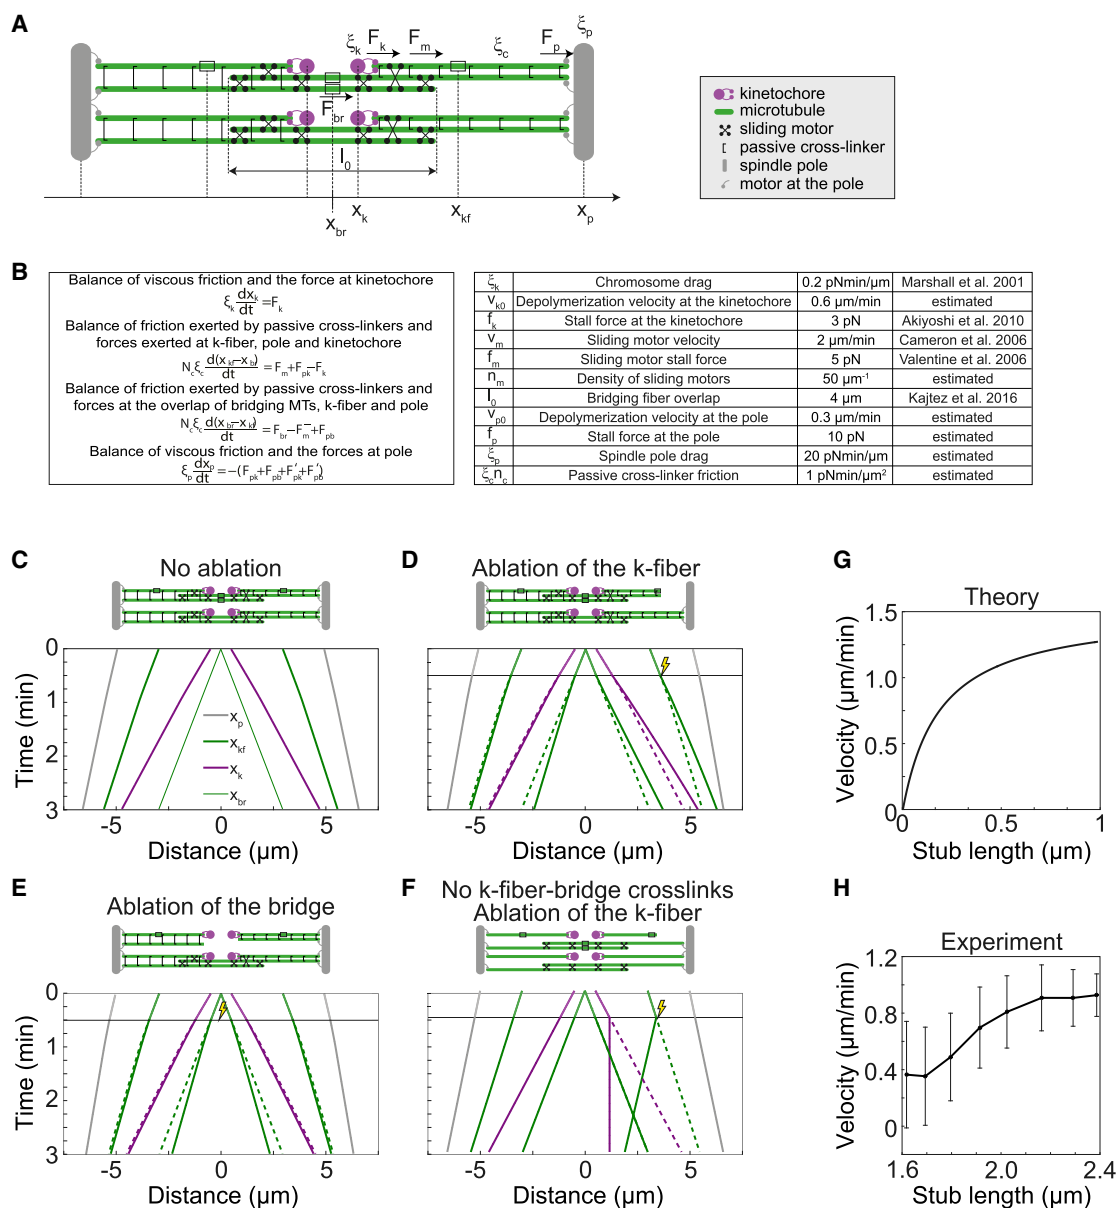 A
ξk
Fk
Fm
ξc
Fp
ξp
Fbr
l0
xbr
xk
xkf
xp
kinetochore
microtubule
sliding motor
passive cross-linker
spindle pole
motor at the pole
B
Balance of viscous friction and the force at kinetochore
ξk dxk/dt = Fk
Balance of friction exerted by passive cross-linkers and
forces exerted at k-fiber, pole and kinetochore
Ncξc d(xkf−xbr)/dt = Fm+Fpk−Fk
Balance of friction exerted by passive cross-linkers and
forces at the overlap of bridging MTs, k-fiber and pole
Ncξc d(xbr−xkf)/dt = Fbr−Fm−+Fpb
Balance of viscous friction and the forces at pole
ξp dxp/dt = −(Fpk+Fpb+F′pk+F′pb)
ξk Chromosome drag 0.2 pNmin/µm Marshall et al. 2001
vk0 Depolymerization velocity at the kinetochore 0.6 µm/min estimated
fk Stall force at the kinetochore 3 pN Akiyoshi et al. 2010
vm Sliding motor velocity 2 µm/min Cameron et al. 2006
fm Sliding motor stall force 5 pN Valentine et al. 2006
nm Density of sliding motors 50 µm-1 estimated
l0 Bridging fiber overlap 4 µm Kajtez et al. 2016
vp0 Depolymerization velocity at the pole 0.3 µm/min estimated
fp Stall force at the pole 10 pN estimated
ξp Spindle pole drag 20 pNmin/µm estimated
ξcnc Passive cross-linker friction 1 pNmin/µm2 estimated
C
No ablation
0
1
2
3
Time (min)
xp
xkf
xk
xbr
-5 0 5
Distance (µm)
D
Ablation of the k-fiber
0
1
2
3
-5 0 5
Distance (µm)
G
Theory
1.5
1.0
0.5
0
Velocity (µm/min)
0 0.5 1
Stub length (µm)
E
Ablation of the bridge
0
1
2
3
Time (min)
-5 0 5
Distance (µm)
F
No k-fiber-bridge crosslinks
Ablation of the k-fiber
0
1
2
3
-5 0 5
Distance (µm)
H
Experiment
1.2
0.8
0.4
0
Velocity (µm/min)
1.6 2.0 2.4
Stub length (µm)